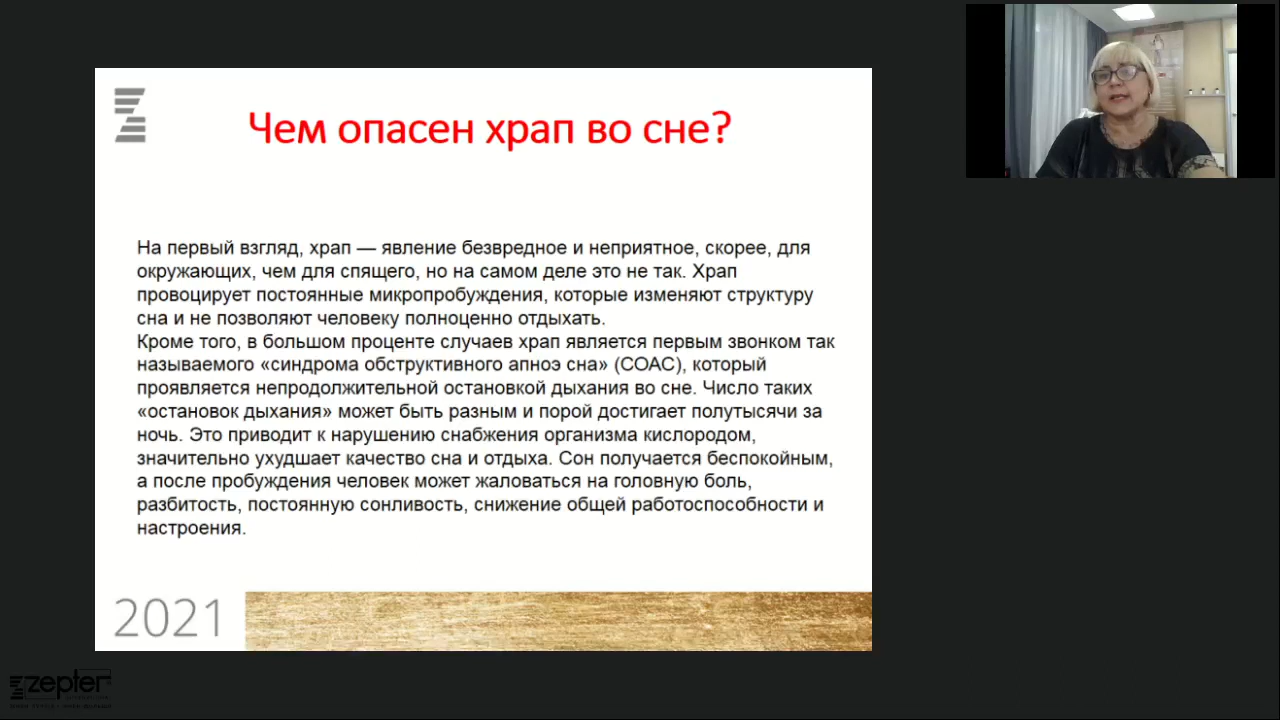 Чем опасен храп во сне?
На первый взгляд, храп — явление безвредное и неприятное, скорее, для
окружающих, чем для спящего, но на самом деле это не так. Храп
провоцирует постоянные микропробуждения, которые изменяют структуру
сна и не позволяют человеку полноценно отдыхать.
Кроме того, в большом проценте случаев храп является первым звонком так
называемого «синдрома обструктивного апноэ сна» (СОАС), который
проявляется непродолжительной остановкой дыхания во сне. Число таких
«остановок дыхания» может быть разным и порой достигает полутысячи за
ночь. Это приводит к нарушению снабжения организма кислородом,
значительно ухудшает качество сна и отдыха. Сон получается беспокойным,
а после пробуждения человек может жаловаться на головную боль,
разбитость, постоянную сонливость, снижение общей работоспособности и
настроения.
2021
zepter